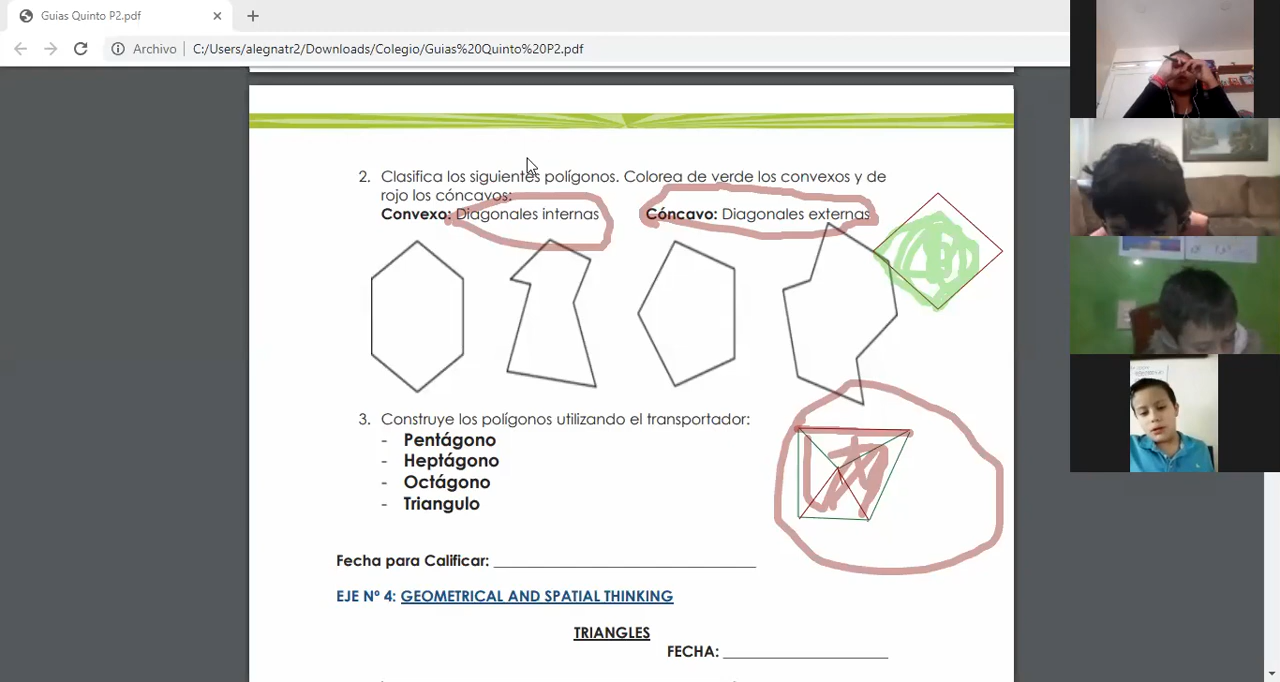 Guias Quinto P2.pdf
Archivo | C:/Users/alegnatr2/Downloads/Colegio/Guias%20Quinto%20P2.pdf
2. Clasifica los siguientes polígonos. Colorea de verde los convexos y de
rojo los cóncavos:
Convexo: Diagonales internas Cóncavo: Diagonales externas
3. Construye los polígonos utilizando el transportador:
- Pentágono
- Heptágono
- Octágono
- Triangulo
Fecha para Calificar: ______________________________
EJE Nº 4: GEOMETRICAL AND SPATIAL THINKING
TRIANGLES
FECHA: ____________________